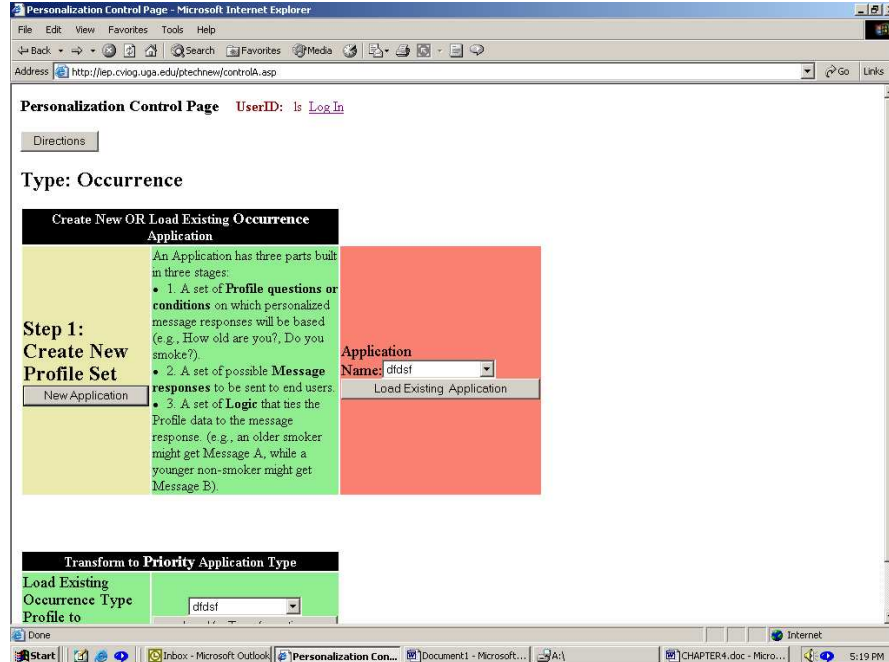 Personalization Control Page - Microsoft Internet Explorer
File Edit View Favorites Tools Help
Back Search Favorites Media
Address http://iep.cviog.uga.edu/ptechnew/controlA.asp Go Links
Personalization Control Page UserID: ls Log In
Directions
Type: Occurrence
Create New OR Load Existing Occurrence
Application
Step 1:
Create New
Profile Set
New Application
An Application has three parts built
in three stages:
• 1. A set of Profile questions or
conditions on which personalized
message responses will be based
(e.g., How old are you?, Do you
smoke?).
• 2. A set of possible Message
responses to be sent to end users.
• 3. A set of Logic that ties the
Profile data to the message
response. (e.g., an older smoker
might get Message A, while a
younger non-smoker might get
Message B).
Application
Name: dfdsf
Load Existing Application
Transform to Priority Application Type
Load Existing
Occurrence Type
Profile to
dfdsf
Done Internet
Start Inbox - Microsoft Outlook Personalization Con... Document1 - Microsoft... A:\ CHAPTER4.doc - Micro... 5:19 PM